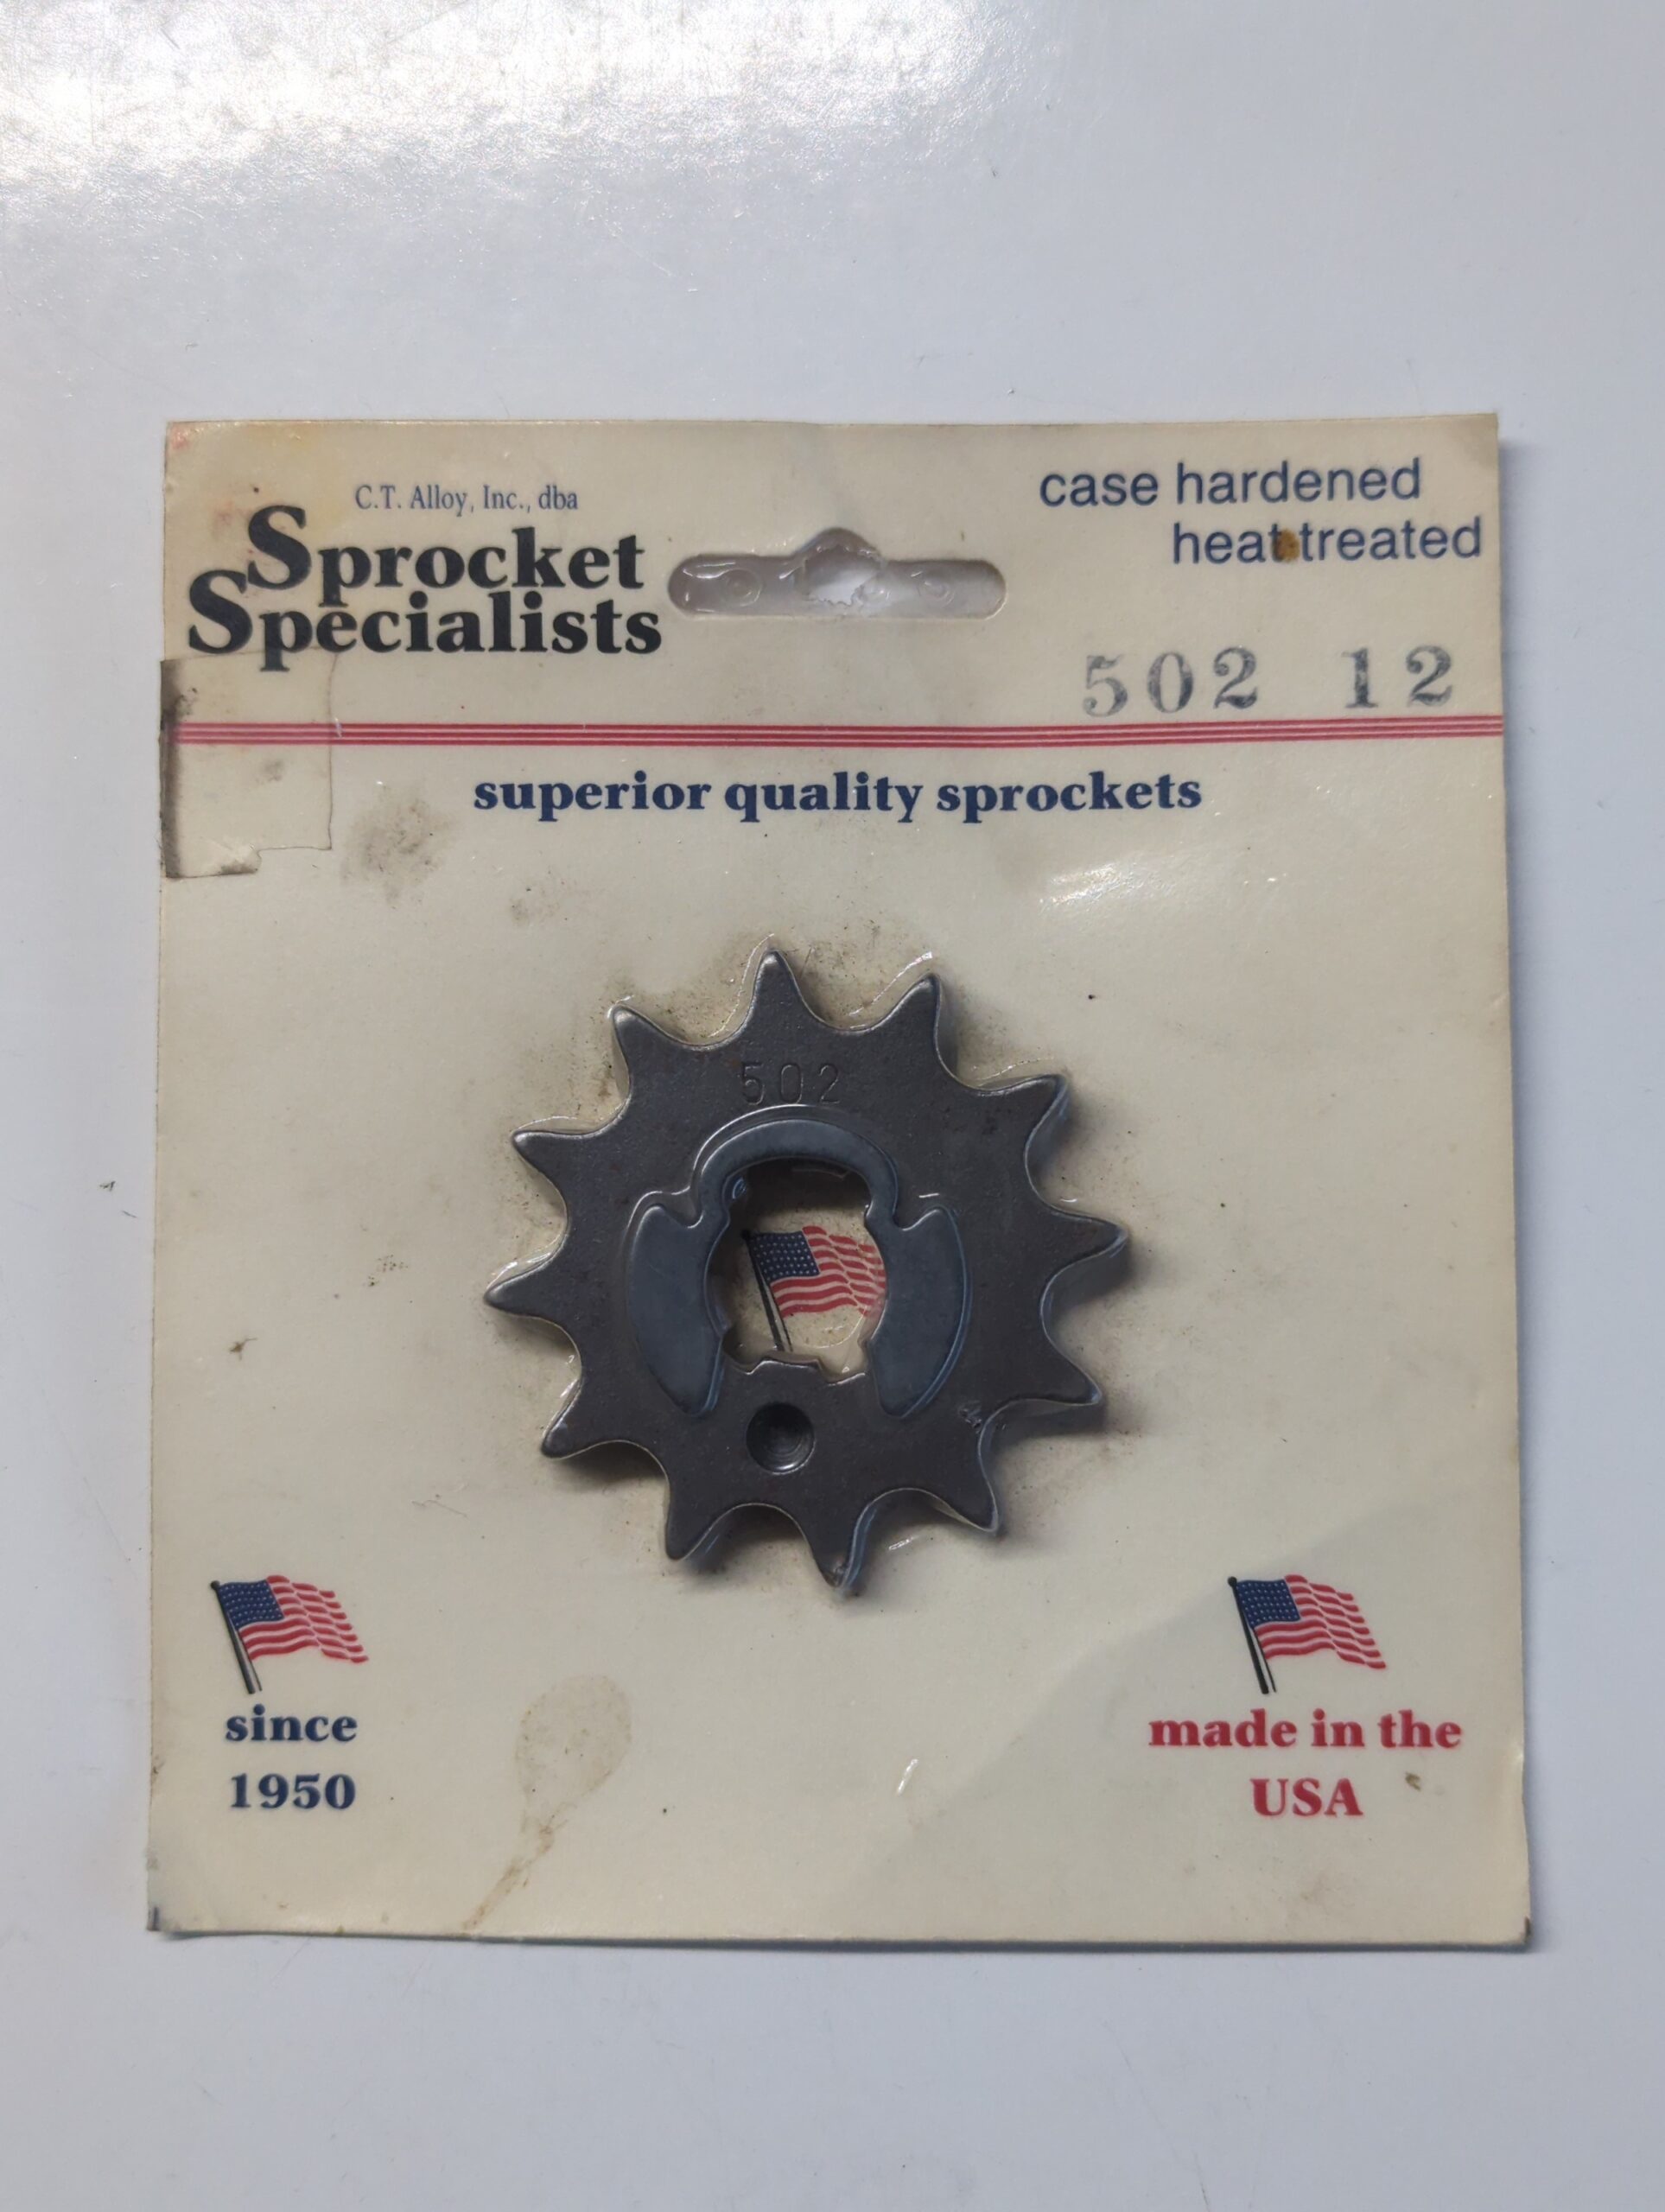 C.T. Alloy, Inc., dba
Sprocket
Specialists
case hardened
heat treated
502 12
superior quality sprockets
502
since
1950
made in the
USA